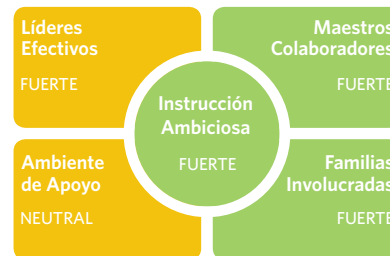 Líderes
Efectivos
FUERTE
Maestros
Colaboradores
FUERTE
Instrucción
Ambiciosa
FUERTE
Ambiente
de Apoyo
NEUTRAL
Familias
Involucradas
FUERTE